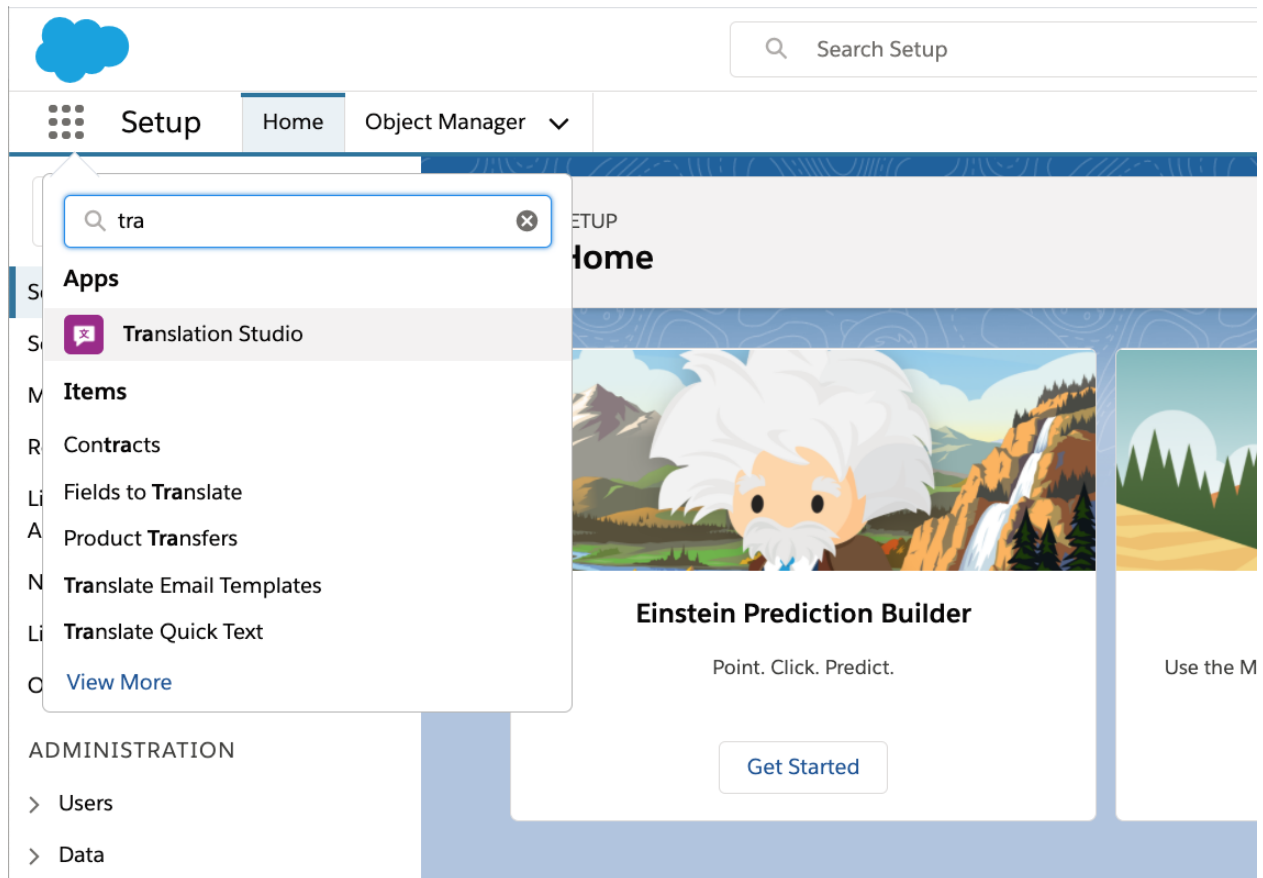 Search Setup
Setup
Home
Object Manager
tra
Apps
Translation Studio
Items
Contracts
Fields to Translate
Product Transfers
Translate Email Templates
Translate Quick Text
View More
ADMINISTRATION
Users
Data
ETUP
Home
Einstein Prediction Builder
Point. Click. Predict.
Get Started
Use the M